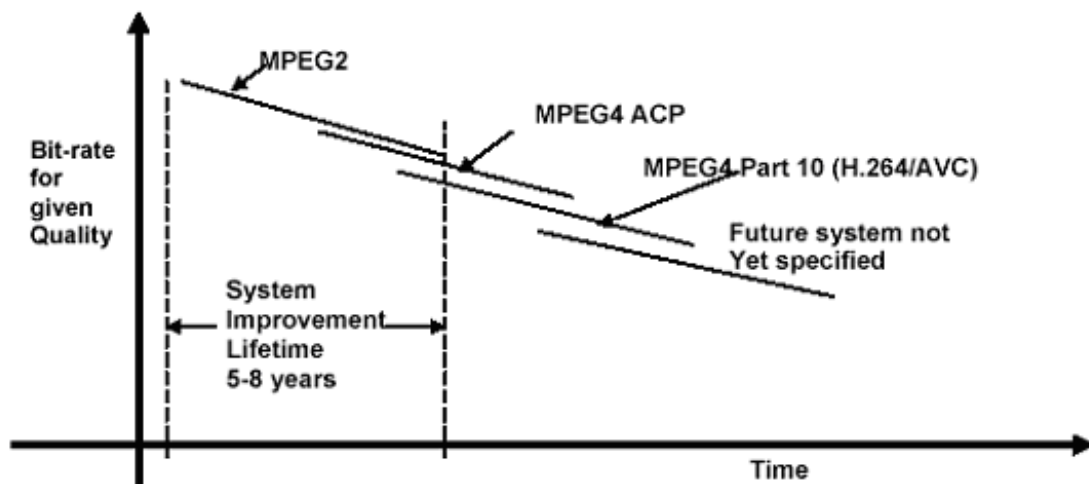 MPEG2
MPEG4 ACP
Bit-rate
for
given
Quality
MPEG4 Part 10 (H.264/AVC)
Future system not
Yet specified
System
Improvement
Lifetime
5-8 years
Time